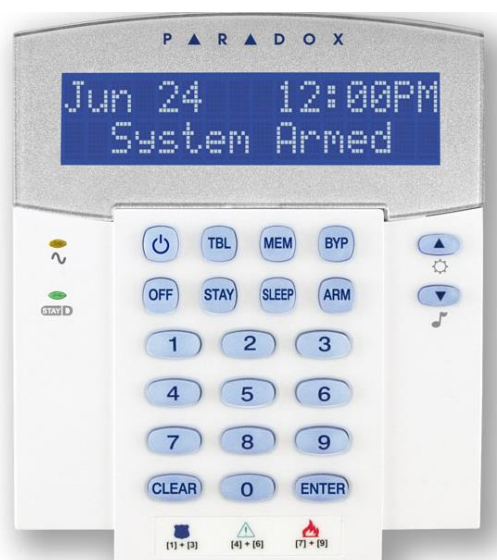 PARADOX
Jun 24 12:00PM
System Armed
TBL MEM BYP
OFF STAY SLEEP ARM
STAY D
1 2 3
4 5 6
7 8 9
CLEAR 0 ENTER
[1] + [3] [4] + [6] [7] + [9]